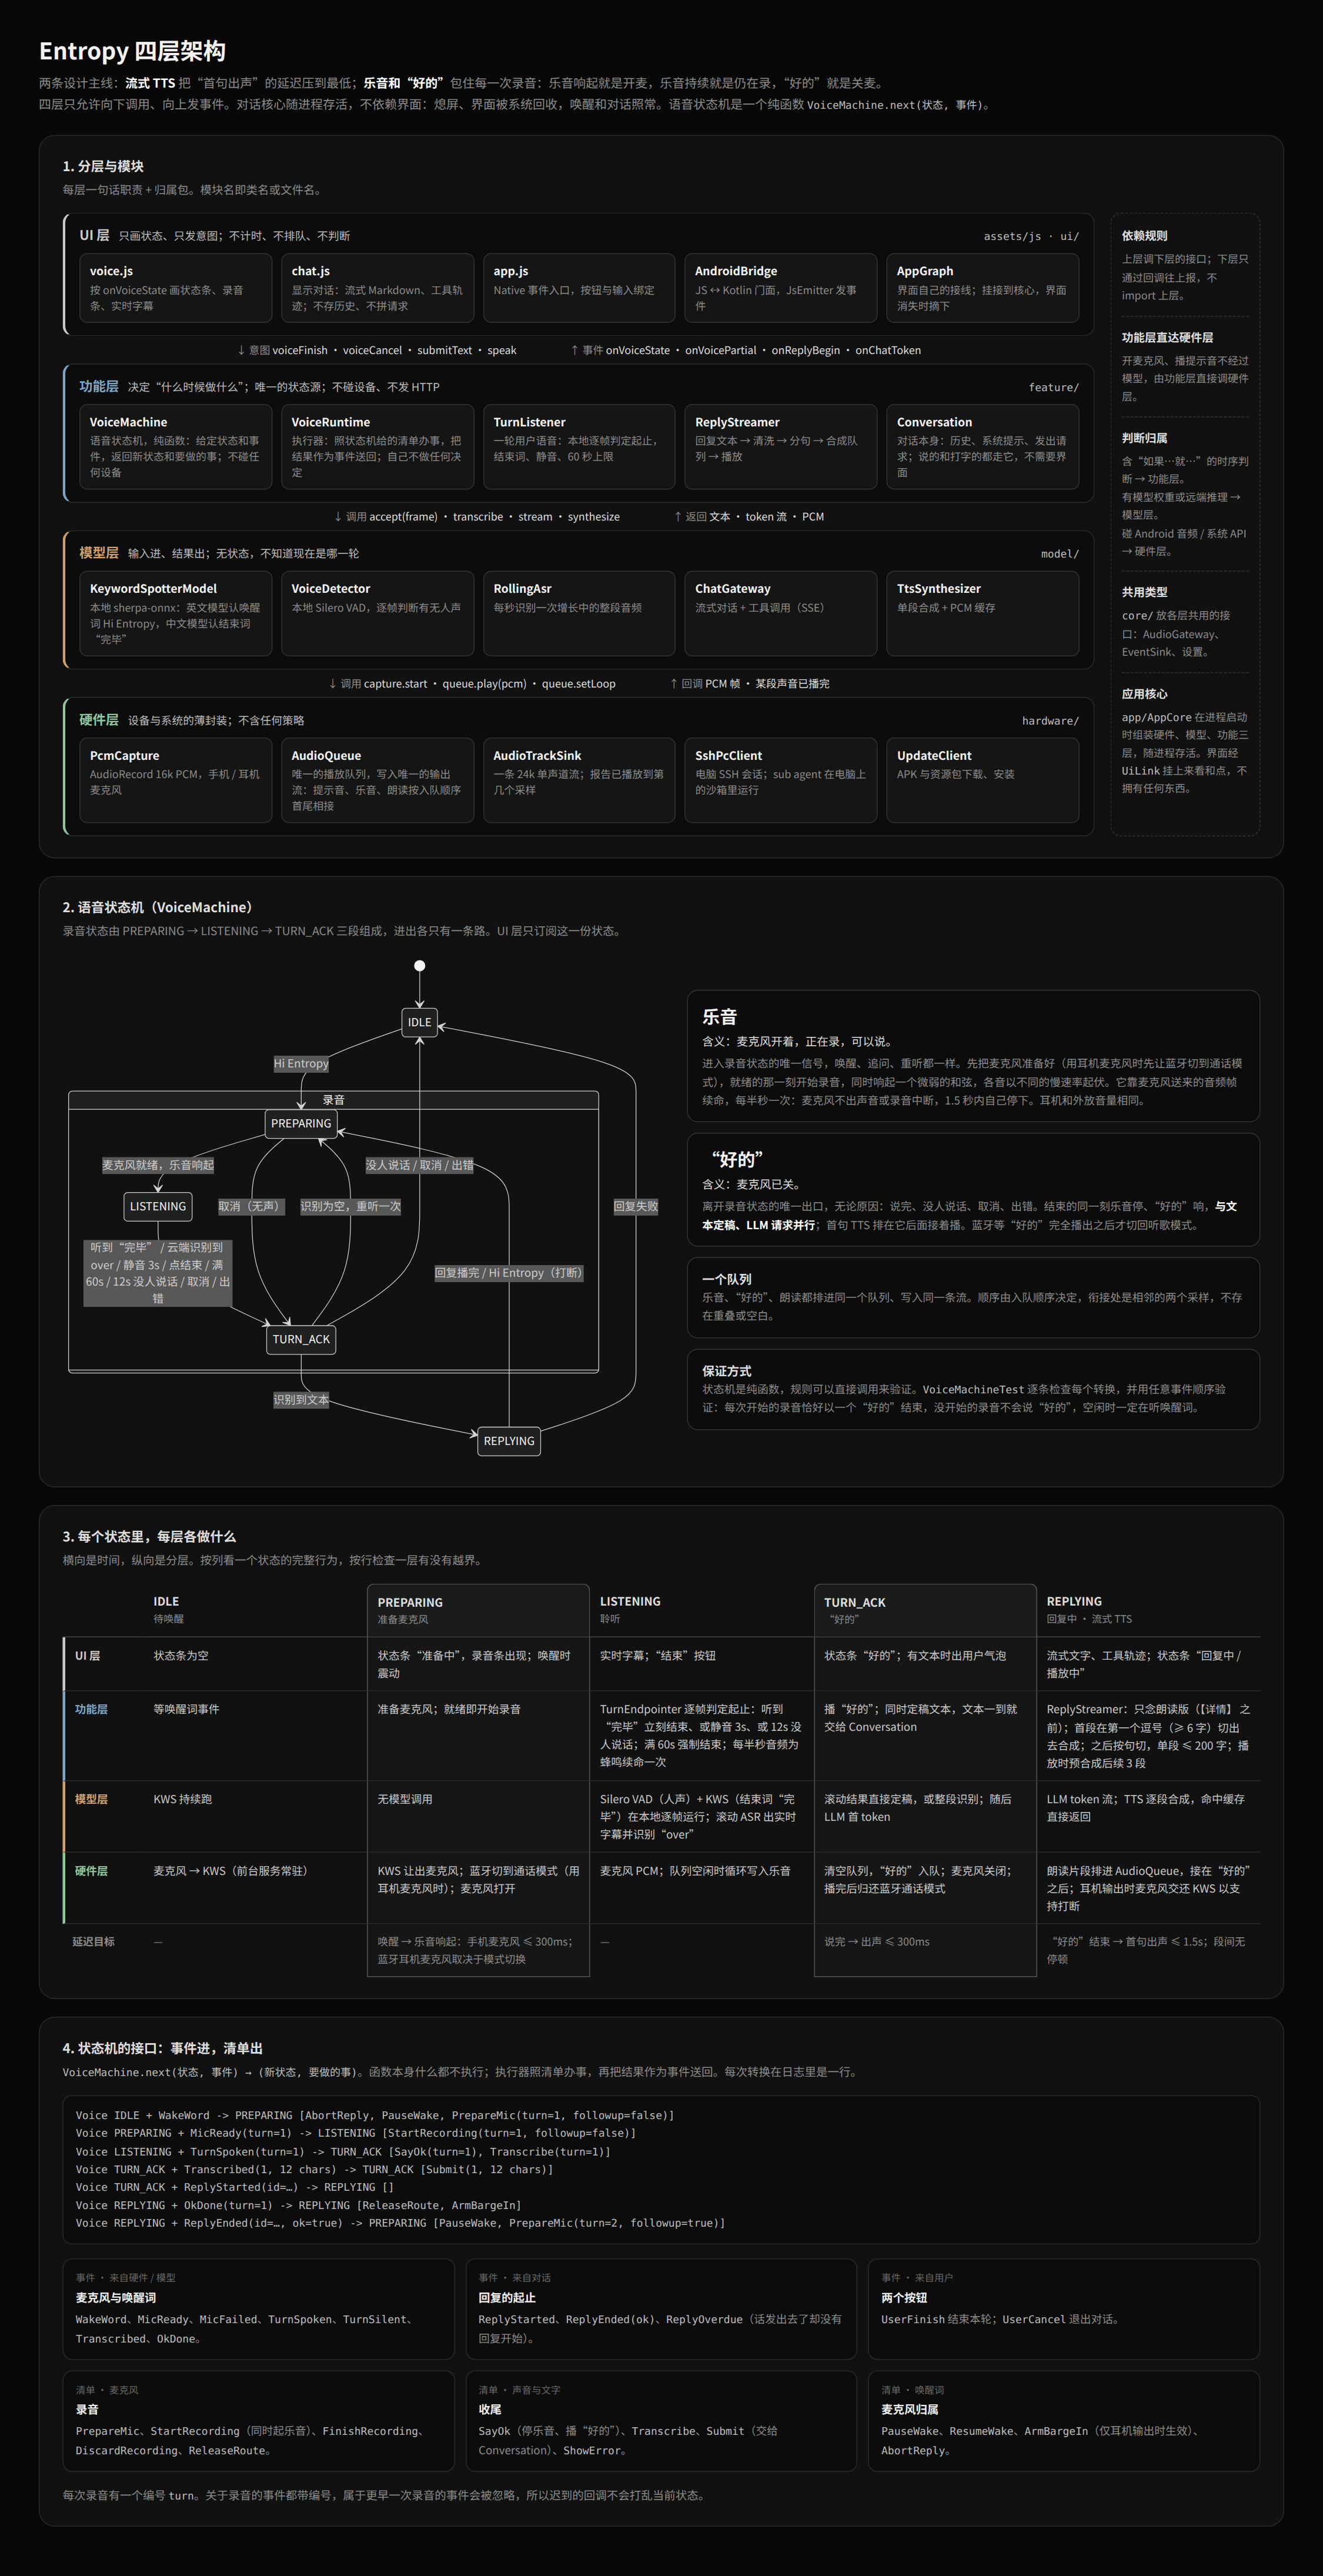 Entropy 四层架构
两条设计主线：流式 TTS 把“首句出声”的延迟压到最低；乐音和“好的”包住每一次录音：乐音响起就是开麦，乐音持续就是仍在录，“好的”就是关麦。
四层只允许向下调用、向上发事件。对话核心随进程存活，不依赖界面：熄屏、界面被系统回收，唤醒和对话照常。语音状态机是一个纯函数 VoiceMachine.next(状态, 事件)。
1. 分层与模块
每层一句话职责 + 归属包。模块名即类名或文件名。
UI 层 只画状态、只发意图；不计时、不排队、不判断
assets/js · ui/
voice.js
按 onVoiceState 画状态条、录音
条、实时字幕
chat.js
显示对话：流式 Markdown、工具轨
迹；不存历史、不拼请求
app.js
Native 事件入口，按钮与输入绑定
AndroidBridge
JS ↔ Kotlin 门面，JsEmitter 发事
件
AppGraph
界面自己的接线；挂接到核心，界面
消失时摘下
↓ 意图 voiceFinish · voiceCancel · submitText · speak
↑ 事件 onVoiceState · onVoicePartial · onReplyBegin · onChatToken
功能层 决定“什么时候做什么”；唯一的状态源；不碰设备、不发 HTTP
feature/
VoiceMachine
语音状态机，纯函数：给定状态和事
件，返回新状态和要做的事；不碰任
何设备
VoiceRuntime
执行器：照状态机给的清单办事，把
结果作为事件送回；自己不做任何决
定
TurnListener
一轮用户语音：本地逐帧判定起止，
结束词、静音、60 秒上限
ReplyStreamer
回复文本 → 清洗 → 分句 → 合成队
列 → 播放
Conversation
对话本身：历史、系统提示、发出请
求；说的和打字的都走它，不需要界
面
↓ 调用 accept(frame) · transcribe · stream · synthesize
↑ 返回 文本 · token 流 · PCM
模型层 输入进、结果出；无状态，不知道现在是哪一轮
model/
KeywordSpotterModel
本地 sherpa-onnx：英文模型认唤醒
词 Hi Entropy，中文模型认结束词
“完毕”
VoiceDetector
本地 Silero VAD，逐帧判断有无人声
RollingAsr
每秒识别一次增长中的整段音频
ChatGateway
流式对话 + 工具调用（SSE）
TtsSynthesizer
单段合成 + PCM 缓存
↓ 调用 capture.start · queue.play(pcm) · queue.setLoop
↑ 回调 PCM 帧 · 某段声音已播完
硬件层 设备与系统的薄封装；不含任何策略
hardware/
PcmCapture
AudioRecord 16k PCM，手机 / 耳机
麦克风
AudioQueue
唯一的播放队列，写入唯一的输出
流：提示音、乐音、朗读按入队顺序
首尾相接
AudioTrackSink
一条 24k 单声道流；报告已播放到第
几个采样
SshPcClient
电脑 SSH 会话；sub agent 在电脑上
的沙箱里运行
UpdateClient
APK 与资源包下载、安装
依赖规则
上层调下层的接口；下层只
通过回调往上报，不
import 上层。
功能层直达硬件层
开麦克风、播提示音不经过
模型，由功能层直接调硬件
层。
判断归属
含“如果…就…”的时序判
断 → 功能层。
有模型权重或远端推理 →
模型层。
碰 Android 音频 / 系统 API
→ 硬件层。
共用类型
core/ 放各层共用的接
口：AudioGateway、
EventSink、设置。
应用核心
app/AppCore 在进程启动
时组装硬件、模型、功能三
层，随进程存活。界面经
UiLink 挂上来看和点，不
拥有任何东西。
2. 语音状态机（VoiceMachine）
录音状态由 PREPARING → LISTENING → TURN_ACK 三段组成，进出各只有一条路。UI 层只订阅这一份状态。
IDLE
Hi Entropy
录音
PREPARING
麦克风就绪，乐音响起
没人说话 / 取消 / 出错
LISTENING
取消（无声）
识别为空，重听一次
回复失败
听到“完毕” / 云端识别到
over / 静音 3s / 点结束 / 满
60s / 12s 没人说话 / 取消 / 出
错
回复播完 / Hi Entropy（打断）
TURN_ACK
识别到文本
REPLYING
乐音
含义：麦克风开着，正在录，可以说。
进入录音状态的唯一信号，唤醒、追问、重听都一样。先把麦克风准备好（用耳机麦克风时先让蓝牙切到通话模
式），就绪的那一刻开始录音，同时响起一个微弱的和弦，各音以不同的慢速率起伏。它靠麦克风送来的音频帧
续命，每半秒一次：麦克风不出声音或录音中断，1.5 秒内自己停下。耳机和外放音量相同。
“好的”
含义：麦克风已关。
离开录音状态的唯一出口，无论原因：说完、没人说话、取消、出错。结束的同一刻乐音停、“好的”响，与文
本定稿、LLM 请求并行；首句 TTS 排在它后面接着播。蓝牙等“好的”完全播出之后才切回听歌模式。
一个队列
乐音、“好的”、朗读都排进同一个队列、写入同一条流。顺序由入队顺序决定，衔接处是相邻的两个采样，不存
在重叠或空白。
保证方式
状态机是纯函数，规则可以直接调用来验证。VoiceMachineTest 逐条检查每个转换，并用任意事件顺序验
证：每次开始的录音恰好以一个“好的”结束，没开始的录音不会说“好的”，空闲时一定在听唤醒词。
3. 每个状态里，每层各做什么
横向是时间，纵向是分层。按列看一个状态的完整行为，按行检查一层有没有越界。
IDLE
待唤醒
PREPARING
准备麦克风
LISTENING
聆听
TURN_ACK
“好的”
REPLYING
回复中 · 流式 TTS
UI 层
状态条为空
状态条“准备中”，录音条出现；唤醒时
震动
实时字幕；“结束”按钮
状态条“好的”；有文本时出用户气泡
流式文字、工具轨迹；状态条“回复中 /
播放中”
功能层
等唤醒词事件
准备麦克风；就绪即开始录音
TurnEndpointer 逐帧判定起止：听到
“完毕”立刻结束、或静音 3s、或 12s 没
人说话；满 60s 强制结束；每半秒音频为
蜂鸣续命一次
播“好的”；同时定稿文本，文本一到就
交给 Conversation
ReplyStreamer：只念朗读版（【详情】 之
前）；首段在第一个逗号（≥ 6 字）切出
去合成；之后按句切，单段 ≤ 200 字；播
放时预合成后续 3 段
模型层
KWS 持续跑
无模型调用
Silero VAD（人声）+ KWS（结束词“完
毕”）在本地逐帧运行；滚动 ASR 出实时
字幕并识别“over”
滚动结果直接定稿，或整段识别；随后
LLM 首 token
LLM token 流；TTS 逐段合成，命中缓存
直接返回
硬件层
麦克风 → KWS（前台服务常驻）
KWS 让出麦克风；蓝牙切到通话模式（用
耳机麦克风时）；麦克风打开
麦克风 PCM；队列空闲时循环写入乐音
清空队列，“好的”入队；麦克风关闭；
播完后归还蓝牙通话模式
朗读片段排进 AudioQueue，接在“好的”
之后；耳机输出时麦克风交还 KWS 以支
持打断
延迟目标
—
唤醒 → 乐音响起：手机麦克风 ≤ 300ms；
蓝牙耳机麦克风取决于模式切换
—
说完 → 出声 ≤ 300ms
“好的”结束 → 首句出声 ≤ 1.5s；段间无
停顿
4. 状态机的接口：事件进，清单出
VoiceMachine.next(状态, 事件) → (新状态, 要做的事)。函数本身什么都不执行；执行器照清单办事，再把结果作为事件送回。每次转换在日志里是一行。
Voice IDLE + WakeWord -> PREPARING [AbortReply, PauseWake, PrepareMic(turn=1, followup=false)]
Voice PREPARING + MicReady(turn=1) -> LISTENING [StartRecording(turn=1, followup=false)]
Voice LISTENING + TurnSpoken(turn=1) -> TURN_ACK [SayOk(turn=1), Transcribe(turn=1)]
Voice TURN_ACK + Transcribed(1, 12 chars) -> TURN_ACK [Submit(1, 12 chars)]
Voice TURN_ACK + ReplyStarted(id=…) -> REPLYING []
Voice REPLYING + OkDone(turn=1) -> REPLYING [ReleaseRoute, ArmBargeIn]
Voice REPLYING + ReplyEnded(id=…, ok=true) -> PREPARING [PauseWake, PrepareMic(turn=2, followup=true)]
事件 · 来自硬件 / 模型
麦克风与唤醒词
WakeWord、MicReady、MicFailed、TurnSpoken、TurnSilent、
Transcribed、OkDone。
事件 · 来自对话
回复的起止
ReplyStarted、ReplyEnded(ok)、ReplyOverdue（话发出去了却没有
回复开始）。
事件 · 来自用户
两个按钮
UserFinish 结束本轮；UserCancel 退出对话。
清单 · 麦克风
录音
PrepareMic、StartRecording（同时起乐音）、FinishRecording、
DiscardRecording、ReleaseRoute。
清单 · 声音与文字
收尾
SayOk（停乐音、播“好的”）、Transcribe、Submit（交给
Conversation）、ShowError。
清单 · 唤醒词
麦克风归属
PauseWake、ResumeWake、ArmBargeIn（仅耳机输出时生效）、
AbortReply。
每次录音有一个编号 turn。关于录音的事件都带编号，属于更早一次录音的事件会被忽略，所以迟到的回调不会打乱当前状态。